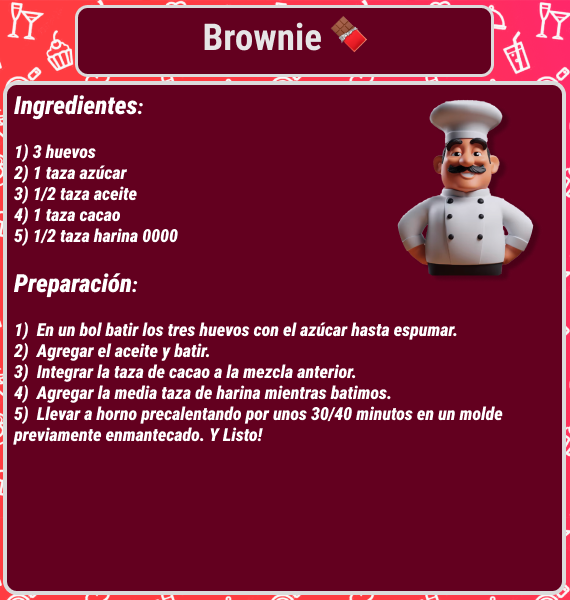 Brownie 🍫
Ingredientes:
1) 3 huevos
2) 1 taza azúcar
3) 1/2 taza aceite
4) 1 taza cacao
5) 1/2 taza harina 0000
Preparación:
1) En un bol batir los tres huevos con el azúcar hasta espumar.
2) Agregar el aceite y batir.
3) Integrar la taza de cacao a la mezcla anterior.
4) Agregar la media taza de harina mientras batimos.
5) Llevar a horno precalentando por unos 30/40 minutos en un molde
previamente enmantecado. Y Listo!